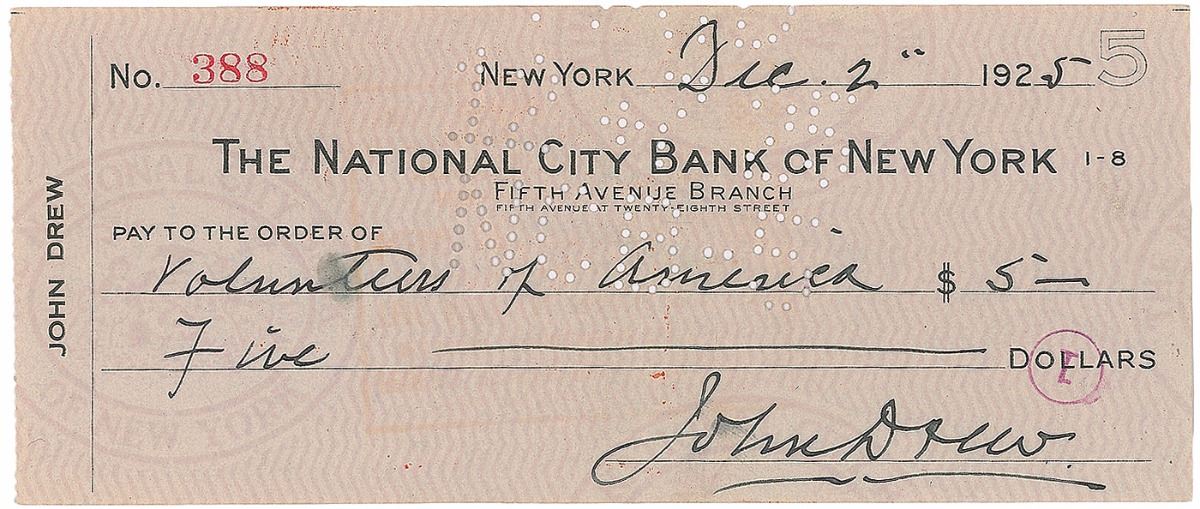 No. 388 NEW YORK Dec. 2" 1925 5
THE NATIONAL CITY BANK OF NEW YORK 1-8
FIFTH AVENUE BRANCH
FIFTH AVENUE AT TWENTY-EIGHTH STREET
PAY TO THE ORDER OF
Volunteers of America $ 5—
Five DOLLARS
1
John Drew.
JOHN DREW